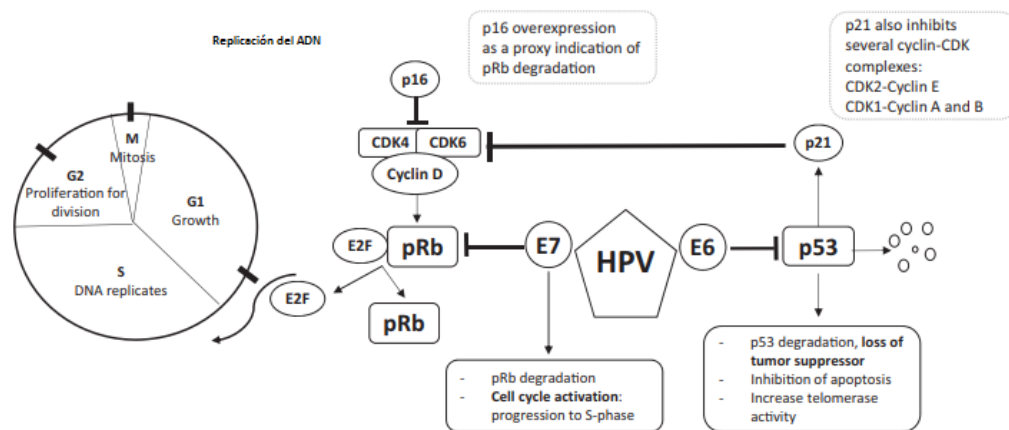 Replicación del ADN
p16 overexpression
as a proxy indication of
pRb degradation
p21 also inhibits
several cyclin-CDK
complexes:
CDK2-Cyclin E
CDK1-Cyclin A and B
p16
CDK4
CDK6
Cyclin D
p21
M
Mitosis
G2
Proliferation for
division
G1
Growth
S
DNA replicates
E2F
pRb
E7
HPV
E6
p53
E2F
pRb
- pRb degradation
- Cell cycle activation:
progression to S-phase
- p53 degradation, loss of
tumor suppressor
- Inhibition of apoptosis
- Increase telomerase
activity